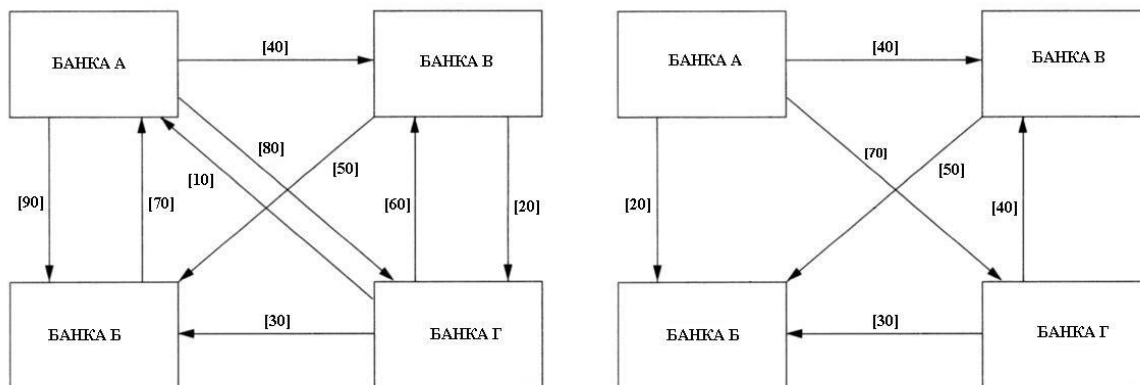 [40]
[40]
БАНКА А
БАНКА В
БАНКА А
БАНКА В
[80]
[50]
[70]
[50]
[10]
[90]
[70]
[60]
[20]
[20]
[40]
[30]
[30]
БАНКА Б
БАНКА Г
БАНКА Б
БАНКА Г